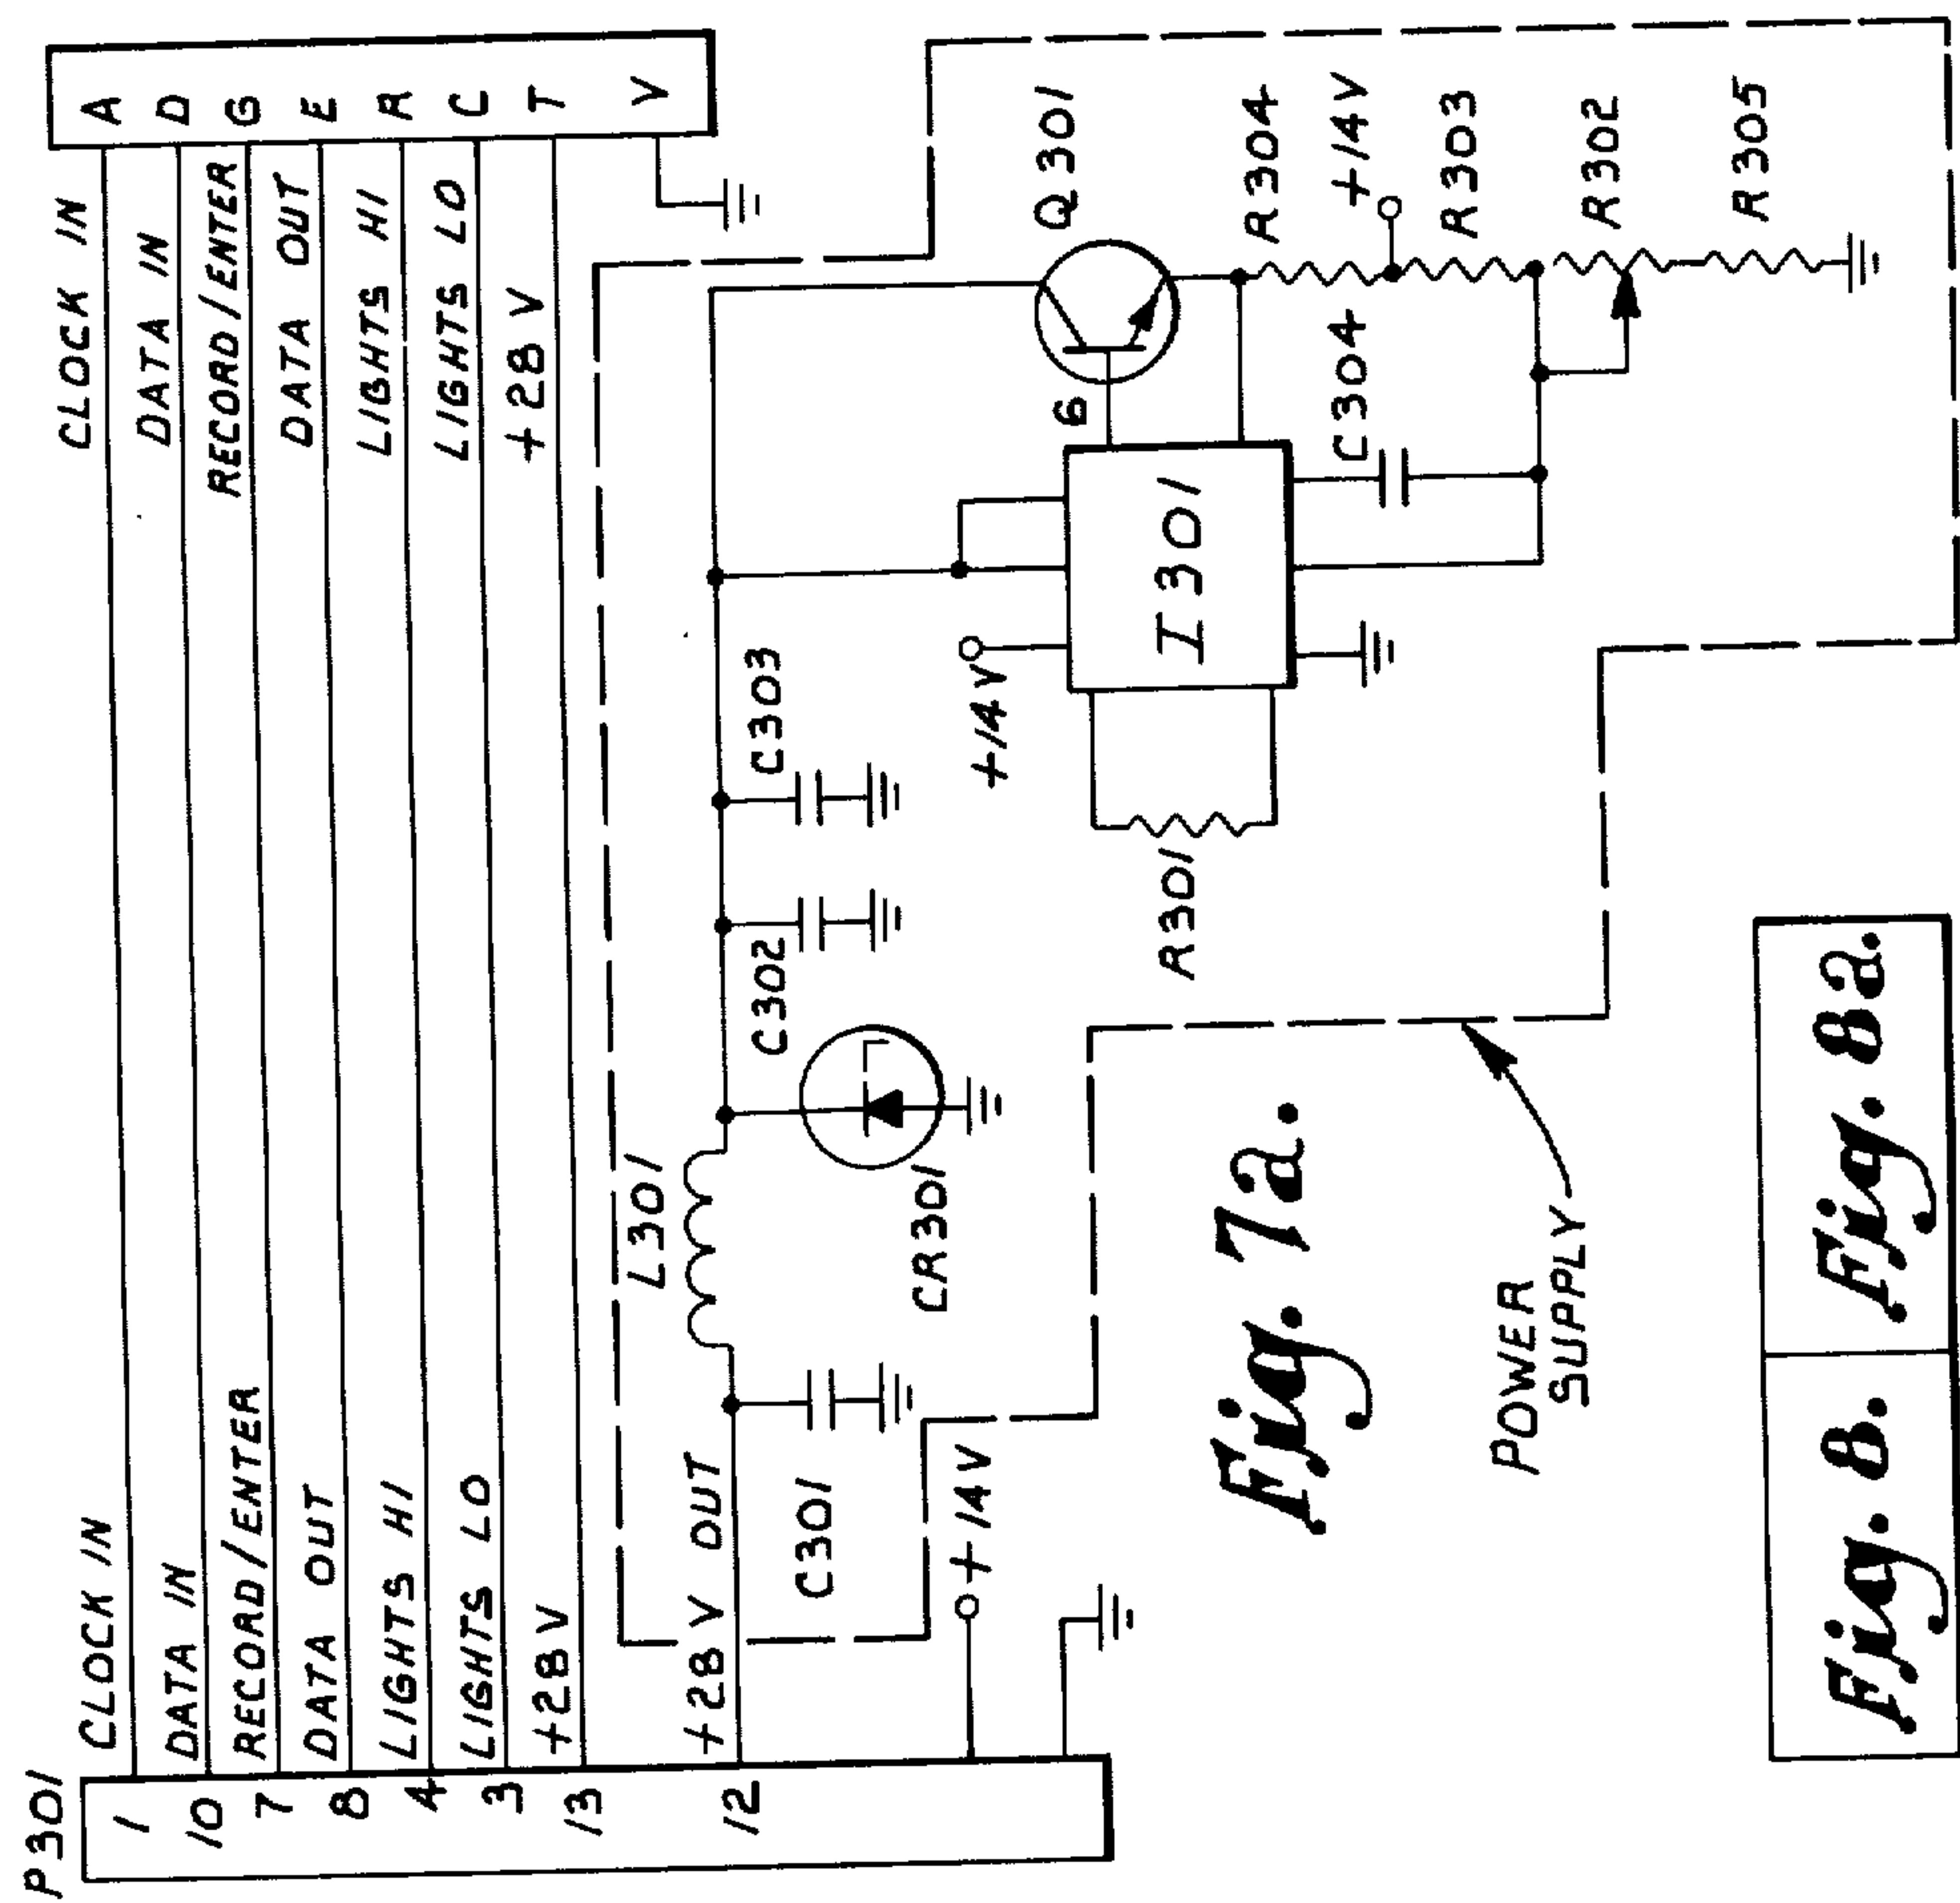 P301
1
10
7
8
4
3
13
12
CLOCK IN
DATA IN
RECORD/ENTER
DATA OUT
LIGHTS HI
LIGHTS LO
+28V
+28 V OUT
CLOCK IN
DATA IN
RECORD/ENTER
DATA OUT
LIGHTS HI
LIGHTS LO
+28V
A
D
G
E
R
C
T
V
L301
C301
CR301
C302
C303
+14V
+14V
R301
I301
6
Q301
C304
R304
+14V
R303
R302
R305
Fig. 7a.
POWER
SUPPLY
Fig. 8.
Fig. 8a.